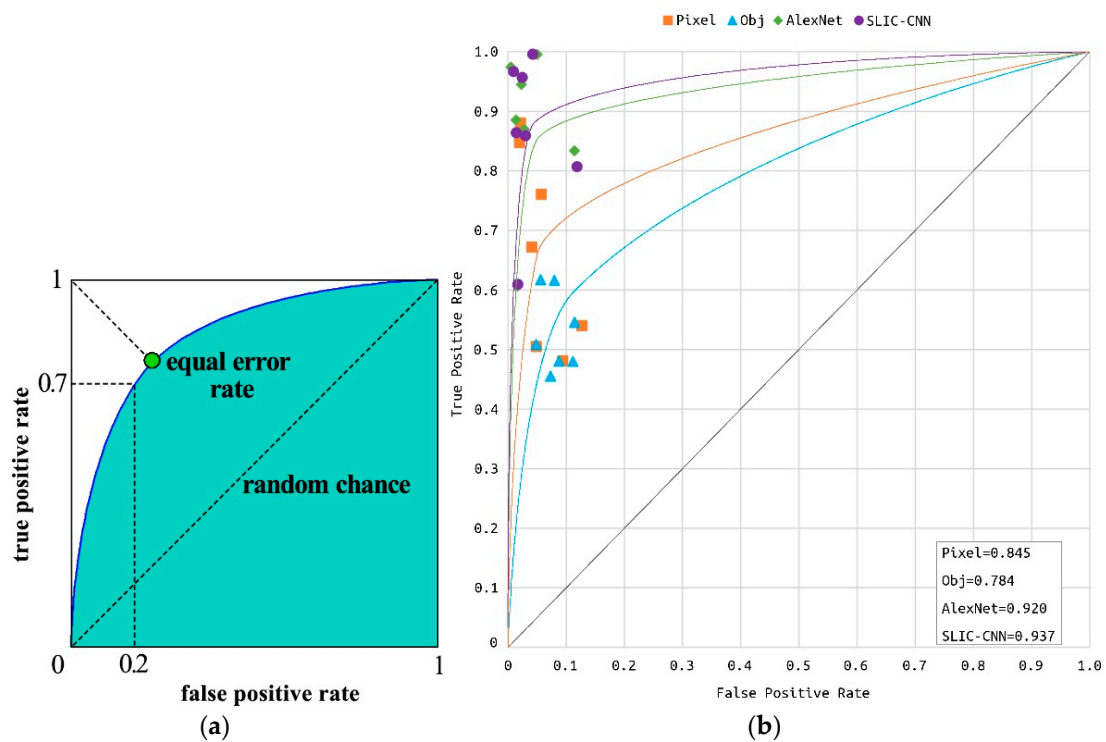 1
0.7
true positive rate
equal error
rate
random chance
0
0.2
1
false positive rate
(a)
Pixel Obj AlexNet SLIC-CNN
1.0
0.9
0.8
0.7
0.6
0.5
0.4
0.3
0.2
0.1
0
True Positive Rate
Pixel=0.845
Obj=0.784
AlexNet=0.920
SLIC-CNN=0.937
0 0.1 0.2 0.3 0.4 0.5 0.6 0.7 0.8 0.9 1.0
False Positive Rate
(b)